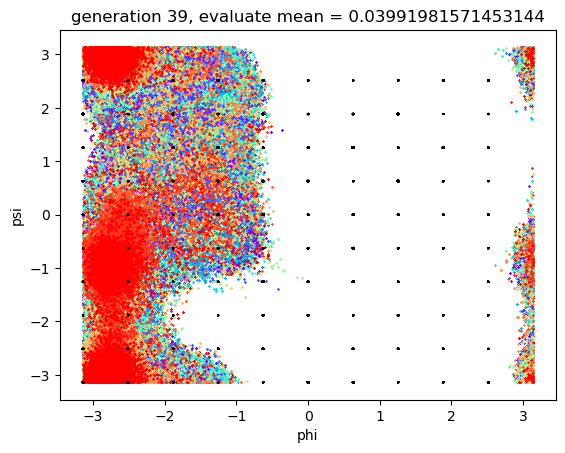 generation 39, evaluate mean = 0.03991981571453144
psi
3
2
1
0
−1
−2
−3
−3 −2 −1 0 1 2 3
phi